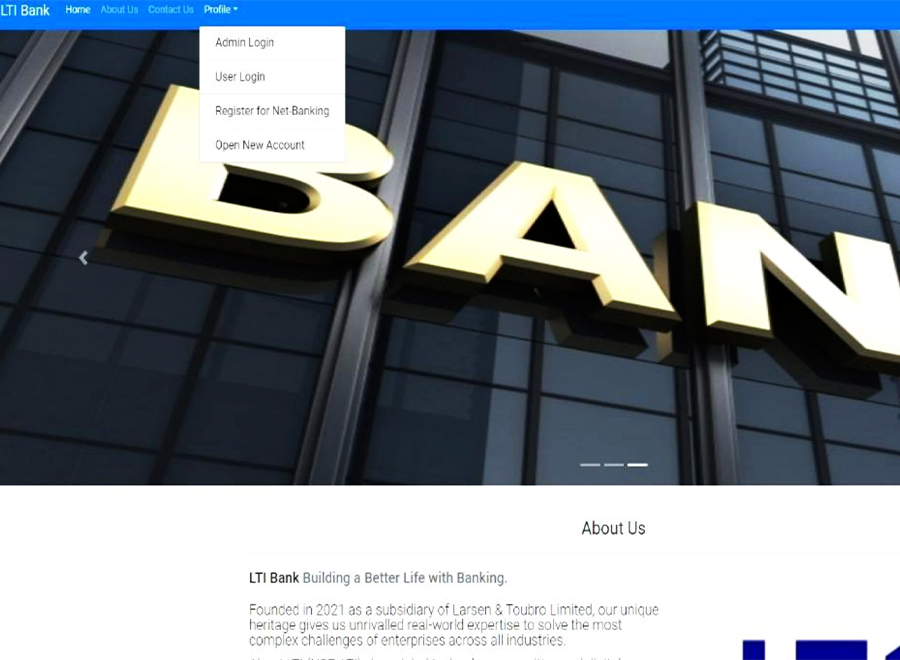 LTI Bank Home About Us Contact Us Profile
Admin Login
User Login
Register for Net-Banking
Open New Account
BAN
About Us
LTI Bank Building a Better Life with Banking.
Founded in 2021 as a subsidiary of Larsen & Toubro Limited, our unique
heritage gives us unrivalled real-world expertise to solve the most
complex challenges of enterprises across all industries.